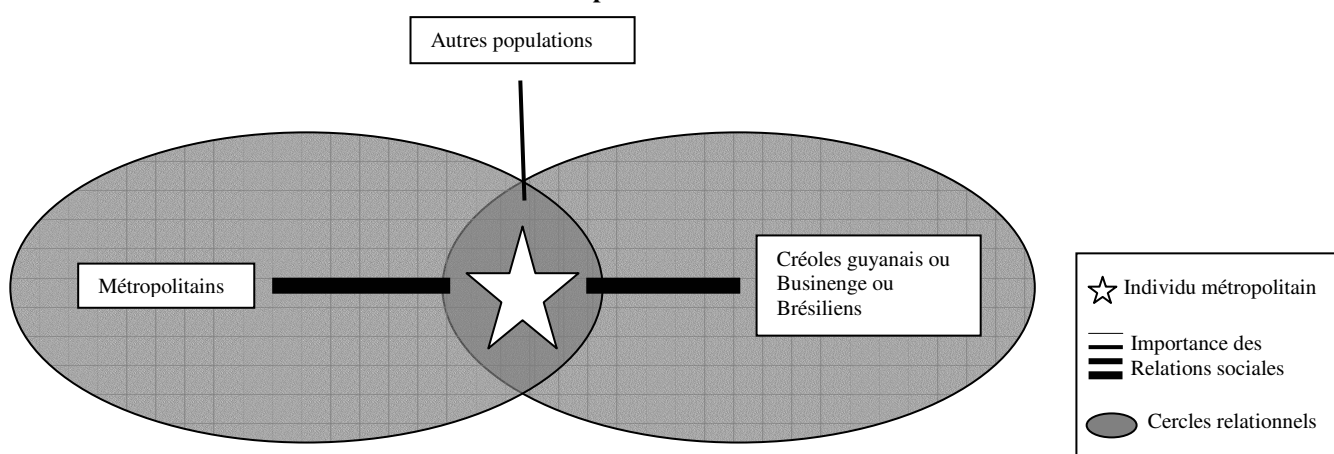 Autres populations
Métropolitains
Créoles guyanais ou
Businenge ou
Brésiliens
Individu métropolitain
Importance des
Relations sociales
Cercles relationnels